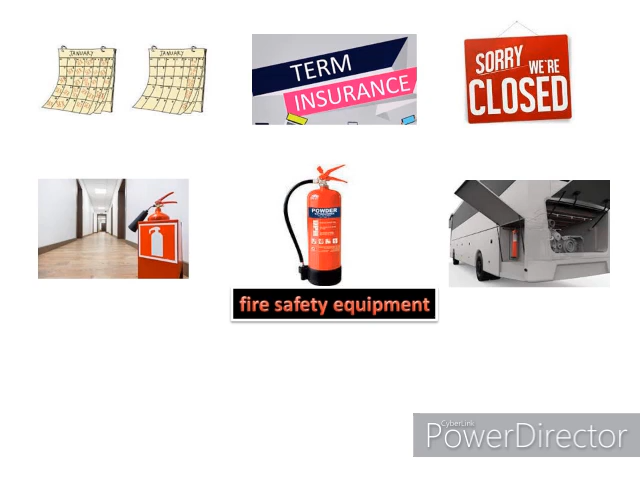 JANUARY
JANUARY
TERM
INSURANCE
SORRY
WE'RE
CLOSED
POWDER
fire safety equipment
CyberLink
PowerDirector